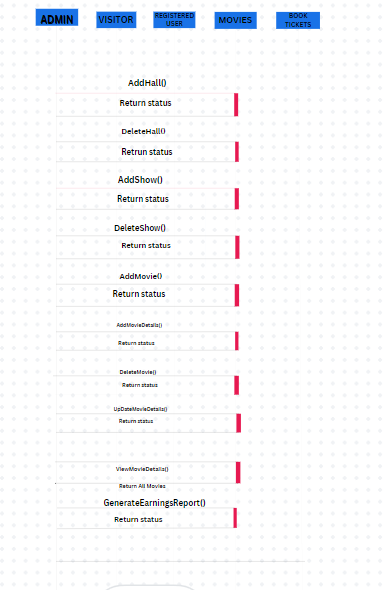 ADMIN
VISITOR
REGISTERED
USER
MOVIES
BOOK
TICKETS
AddHall()
Return status
DeleteHall()
Retrun status
AddShow()
Return status
DeleteShow()
Return status
AddMovie()
Return status
AddMovieDetails()
Return status
DeleteMovie()
Return status
UpDateMovieDetails()
Return status
ViewMovieDetails()
Return All Movies
GenerateEarningsReport()
Return status